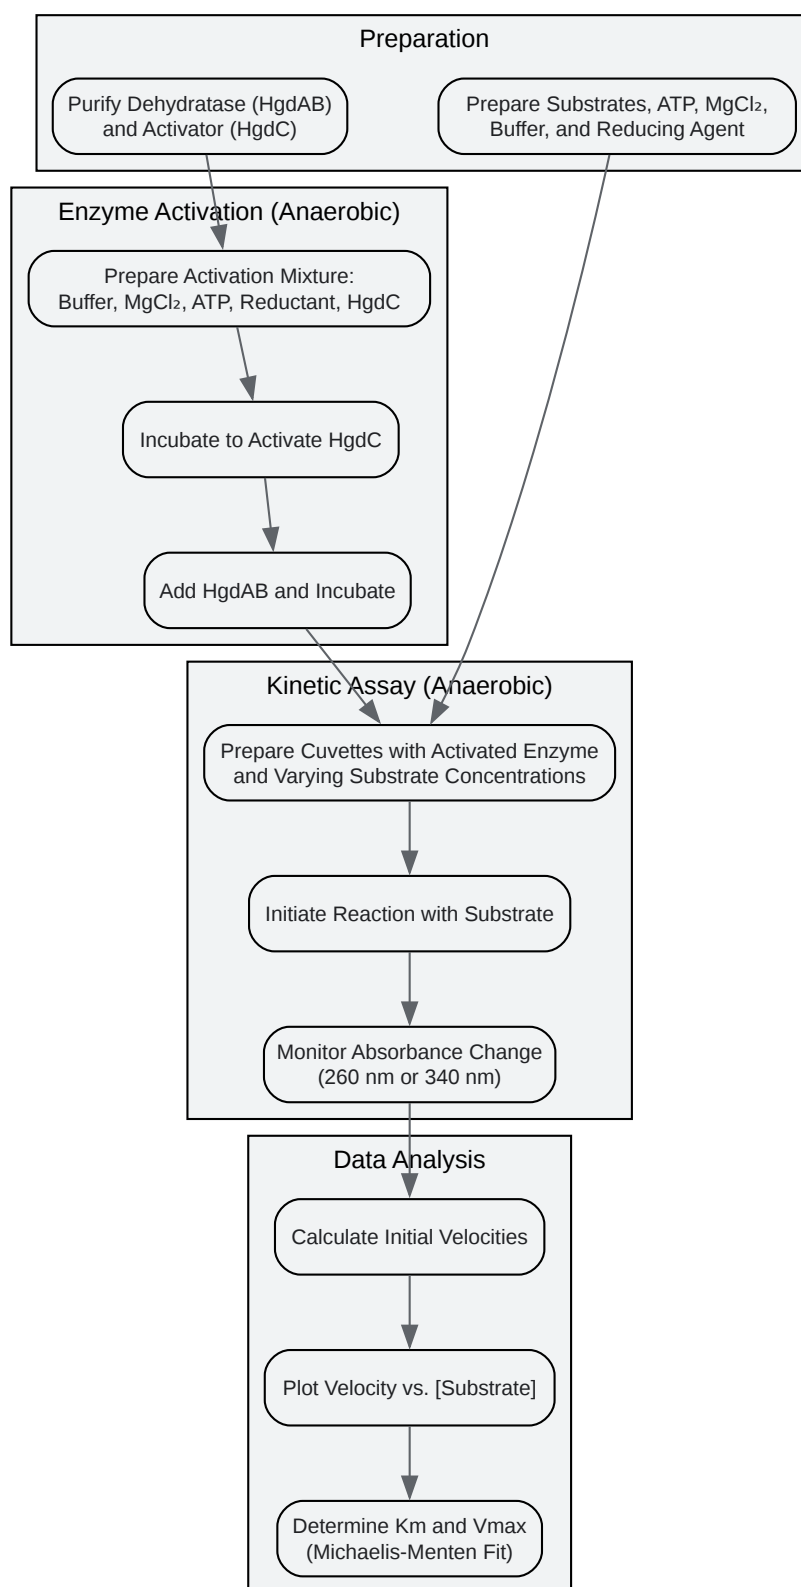 Preparation
Purify Dehydratase (HgdAB)
and Activator (HgdC)
Prepare Substrates, ATP, MgCl₂,
Buffer, and Reducing Agent
Enzyme Activation (Anaerobic)
Prepare Activation Mixture:
Buffer, MgCl₂, ATP, Reductant, HgdC
Incubate to Activate HgdC
Add HgdAB and Incubate
Kinetic Assay (Anaerobic)
Prepare Cuvettes with Activated Enzyme
and Varying Substrate Concentrations
Initiate Reaction with Substrate
Monitor Absorbance Change
(260 nm or 340 nm)
Data Analysis
Calculate Initial Velocities
Plot Velocity vs. [Substrate]
Determine Km and Vmax
(Michaelis-Menten Fit)